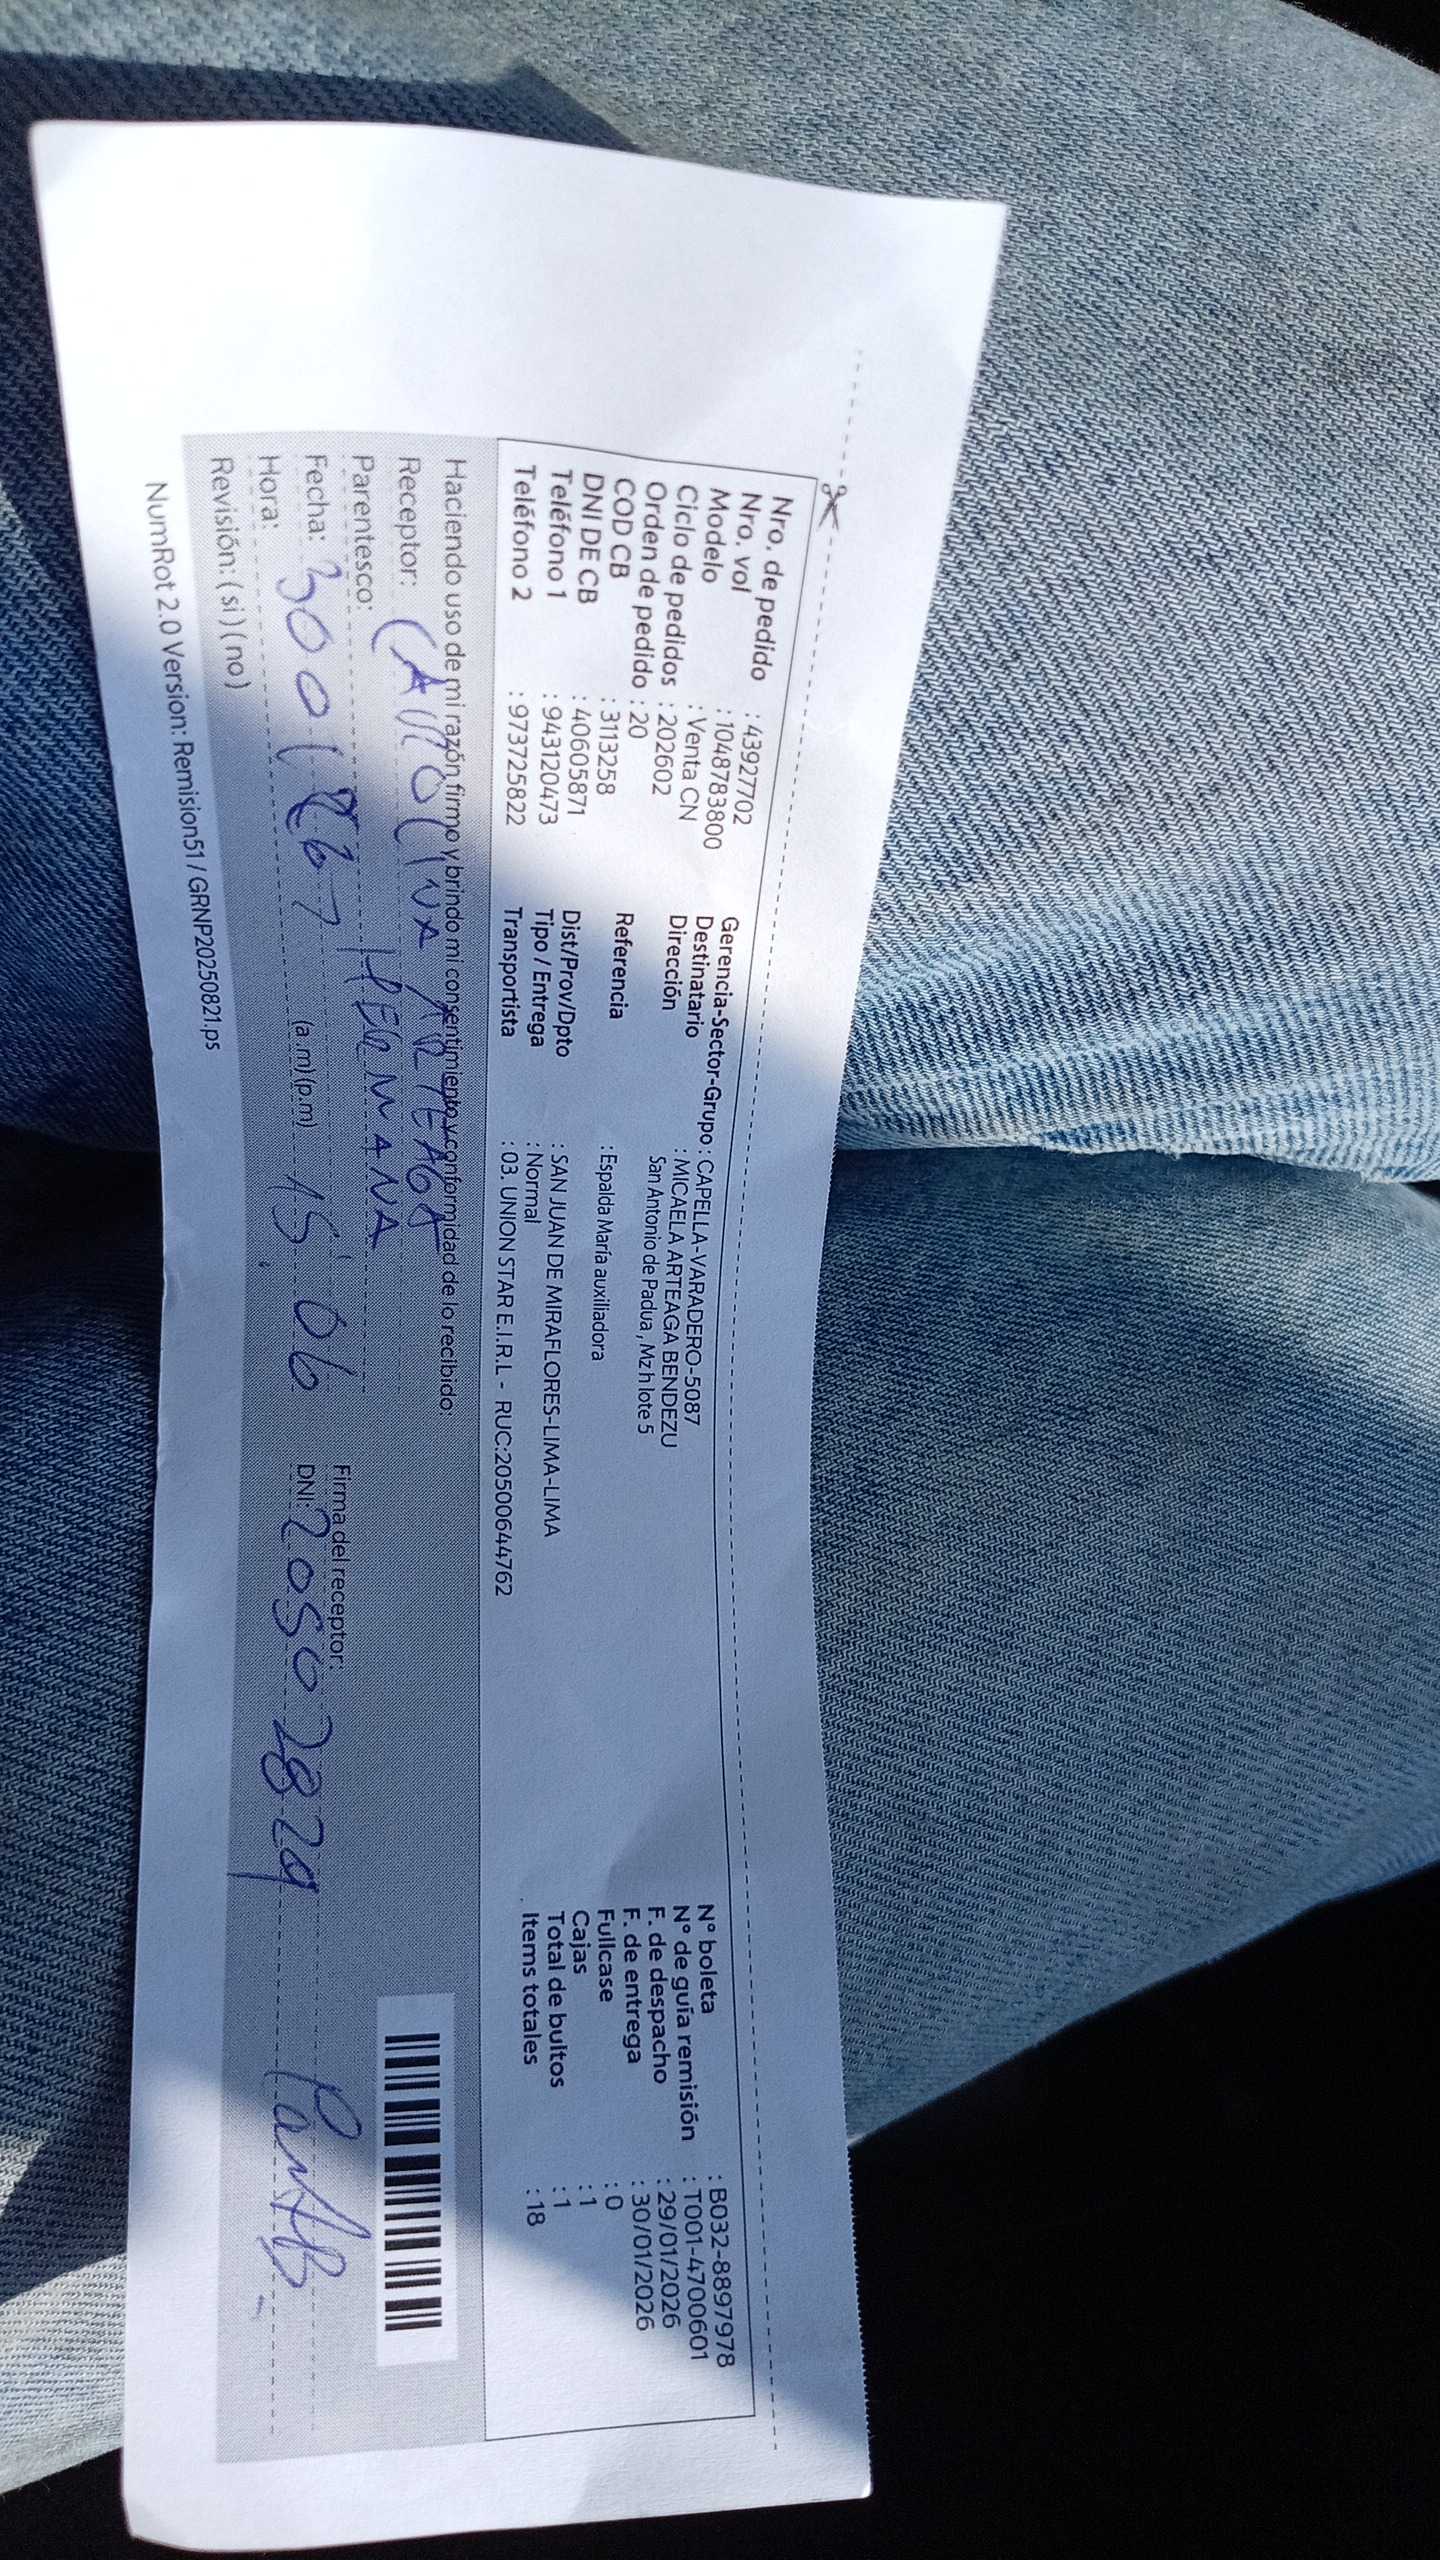 Nro. de pedido : 43927702
Nro. vol : 1048783800
Modelo : Venta CN
Ciclo de pedidos : 202602
Orden de pedido : 20
COD CB : 3113258
DNI DE CB : 40605871
Teléfono 1 : 943120473
Teléfono 2 : 973725822
Gerencia-Sector-Grupo : CAPELLA-VARADERO-5087
Destinatario : MICAELA ARTEAGA BENDEZU
Dirección San Antonio de Padua, Mz h lote 5
Referencia : Espalda María auxiliadora
Dist/Prov/Dpto : SAN JUAN DE MIRAFLORES-LIMA-LIMA
Tipo / Entrega : Normal
Transportista : 03. UNION STAR E.I.R.L - RUC:20500644762
N° boleta : B032-8897978
N° de guía remisión : T001-4700601
F. de despacho : 29/01/2026
F. de entrega : 30/01/2026
Fullcase : 0
Cajas : 1
Total de bultos : 1
Items totales : 18
Haciendo uso de mi razón firmo y brindo mi consentimiento y conformidad de lo recibido:
Receptor: CAROLINA ARTEAGA
Parentesco: HERMANA
Fecha: 30 01
Hora: (a.m)(p.m) 15:06
Revisión: ( si ) ( no )
Firma del receptor:
DNI: 20502829
NumRot 2.0 Version: Remision51 / GRNP20250821.ps